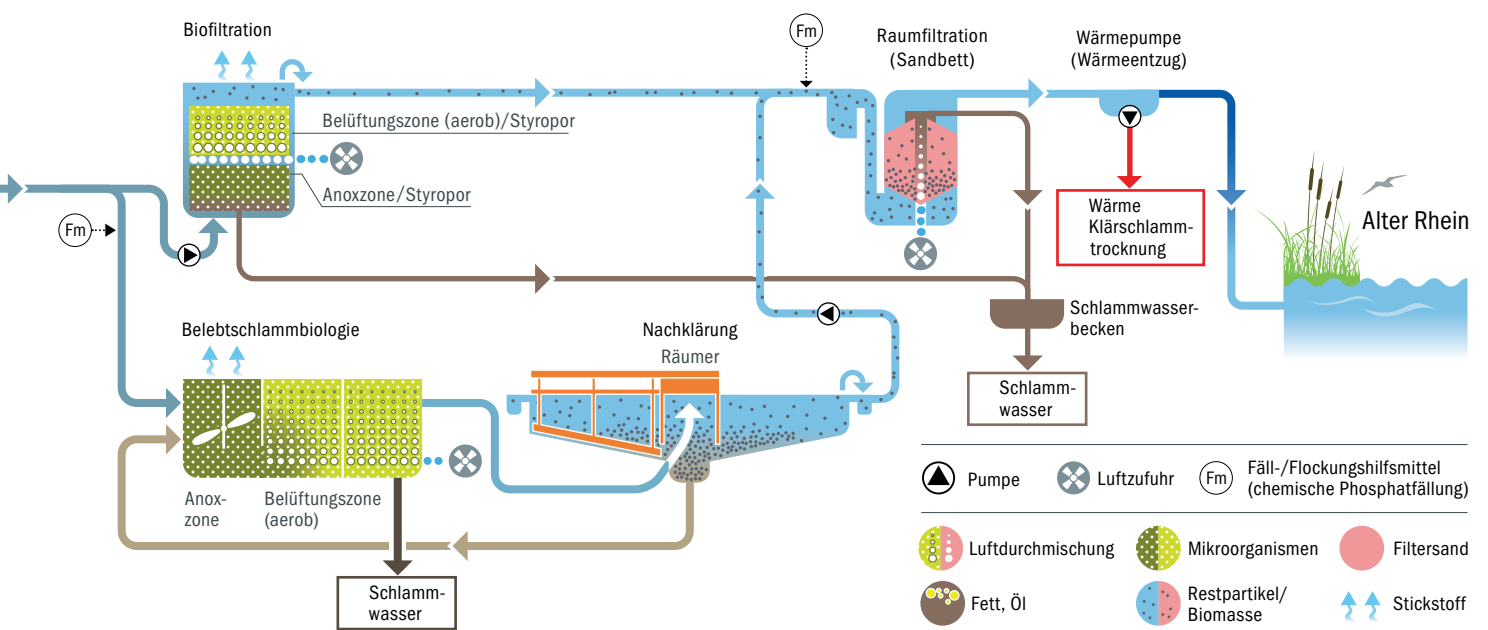 Biofiltration
Fm
Raumfiltration
(Sandbett)
Wärmepumpe
(Wärmeentzug)
Belüftungszone (aerob)/Styropor
Anoxzone/Styropor
Fm
Wärme
Klärschlamm-
trocknung
Alter Rhein
Schlammwasser-
becken
Belebtschlammbiologie
Nachklärung
Räumer
Schlamm-
wasser
Anox-
zone
Belüftungszone
(aerob)
Schlamm-
wasser
Pumpe
Luftzufuhr
Fm
Fäll-/Flockungshilfsmittel
(chemische Phosphatfällung)
Luftdurchmischung
Mikroorganismen
Filtersand
Fett, Öl
Restpartikel/
Biomasse
Stickstoff